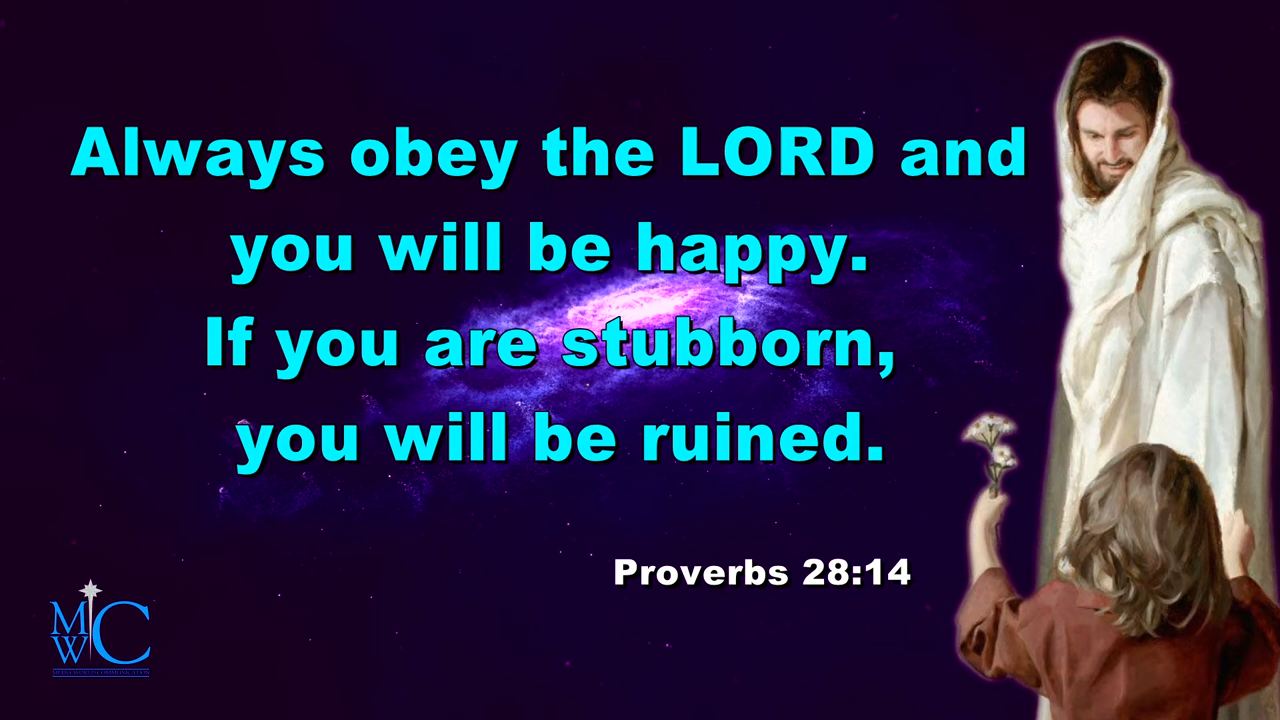 Always obey the LORD and
you will be happy.
If you are stubborn,
you will be ruined.
Proverbs 28:14
M
W C